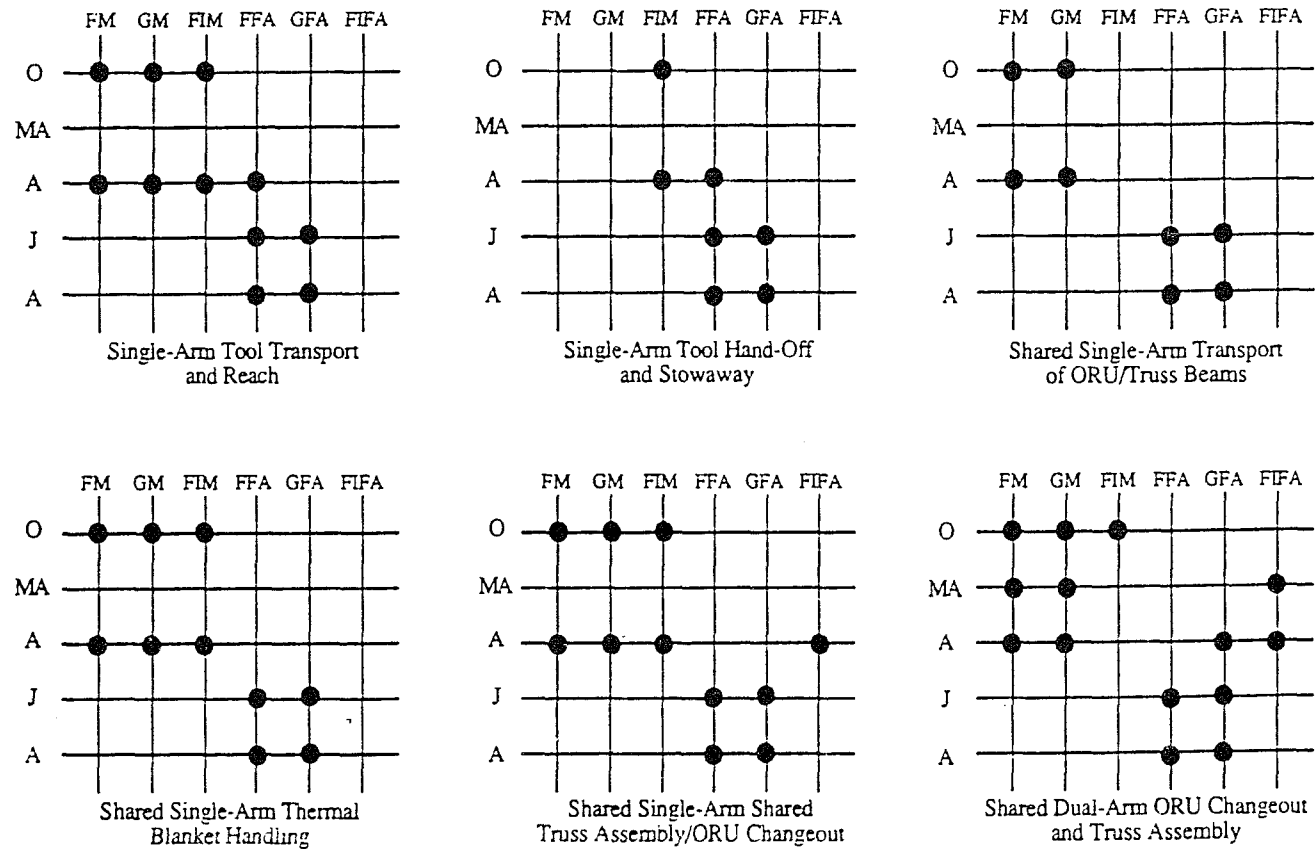 FM GM FIM FFA GFA FIFA
O
MA
A
J
A
Single-Arm Tool Transport
and Reach
FM GM FIM FFA GFA FIFA
O
MA
A
J
A
Single-Arm Tool Hand-Off
and Stowaway
FM GM FIM FFA GFA FIFA
O
MA
A
J
A
Shared Single-Arm Transport
of ORU/Truss Beams
FM GM FIM FFA GFA FIFA
O
MA
A
J
A
Shared Single-Arm Thermal
Blanket Handling
FM GM FIM FFA GFA FIFA
O
MA
A
J
A
Shared Single-Arm Shared
Truss Assembly/ORU Changeout
FM GM FIM FFA GFA FIFA
O
MA
A
J
A
Shared Dual-Arm ORU Changeout
and Truss Assembly